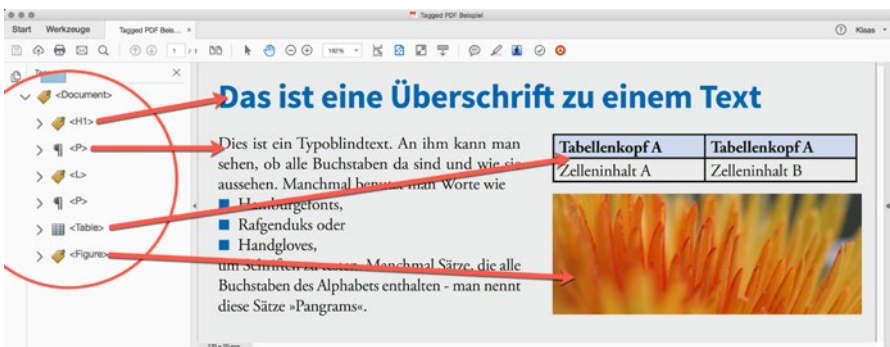 Tagged PDF Beispiel
Start Werkzeuge Tagged PDF Beis... × Klaas
1 / 1 182%
<Document>
<H1>
<P>
<L>
<P>
<Table>
<Figure>
Das ist eine Überschrift zu einem Text
Dies ist ein Typoblindtext. An ihm kann man
sehen, ob alle Buchstaben da sind und wie sie
aussehen. Manchmal benutzt man Worte wie
■ Hamburgefonts,
■ Rafgenduks oder
■ Handgloves,
um Schriften zu testen. Manchmal Sätze, die alle
Buchstaben des Alphabets enthalten - man nennt
diese Sätze »Pangrams«.
Tabellenkopf A Tabellenkopf A
Zelleninhalt A Zelleninhalt B